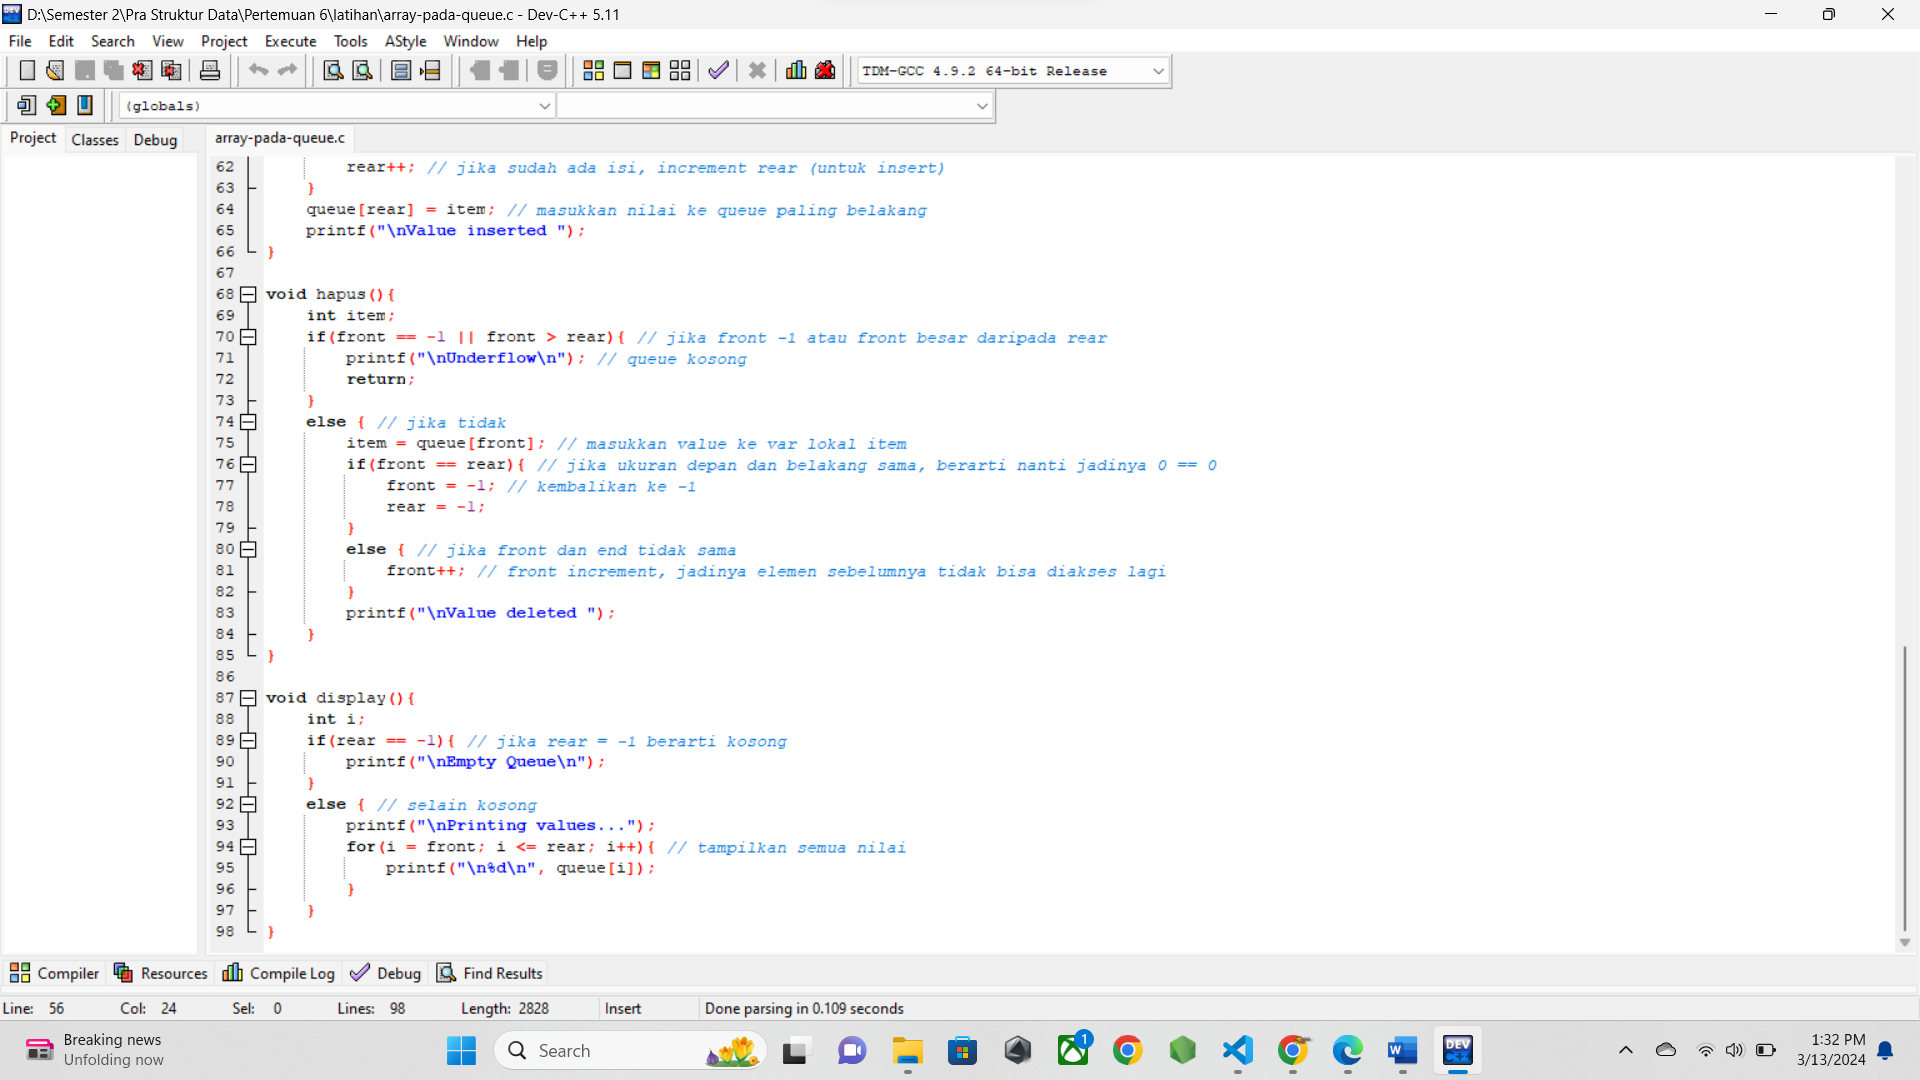 D:\Semester 2\Pra Struktur Data\Pertemuan 6\latihan\array-pada-queue.c - Dev-C++ 5.11
File Edit Search View Project Execute Tools AStyle Window Help
TDM-GCC 4.9.2 64-bit Release
(globals)
Project Classes Debug array-pada-queue.c
62 rear++; // jika sudah ada isi, increment rear (untuk insert)
63 }
64 queue[rear] = item; // masukkan nilai ke queue paling belakang
65 printf("\nValue inserted ");
66 }
67
68 void hapus(){
69 int item;
70 if(front == -1 || front > rear){ // jika front -1 atau front besar daripada rear
71 printf("\nUnderflow\n"); // queue kosong
72 return;
73 }
74 else { // jika tidak
75 item = queue[front]; // masukkan value ke var lokal item
76 if(front == rear){ // jika ukuran depan dan belakang sama, berarti nanti jadinya 0 == 0
77 front = -1; // kembalikan ke -1
78 rear = -1;
79 }
80 else { // jika front dan end tidak sama
81 front++; // front increment, jadinya elemen sebelumnya tidak bisa diakses lagi
82 }
83 printf("\nValue deleted ");
84 }
85 }
86
87 void display(){
88 int i;
89 if(rear == -1){ // jika rear = -1 berarti kosong
90 printf("\nEmpty Queue\n");
91 }
92 else { // selain kosong
93 printf("\nPrinting values...");
94 for(i = front; i <= rear; i++){ // tampilkan semua nilai
95 printf("\n%d\n", queue[i]);
96 }
97 }
98 }
Compiler Resources Compile Log Debug Find Results
Line: 56 Col: 24 Sel: 0 Lines: 98 Length: 2828 Insert Done parsing in 0.109 seconds
Breaking news
Unfolding now
Search
1
DEV
C++
1:32 PM
3/13/2024